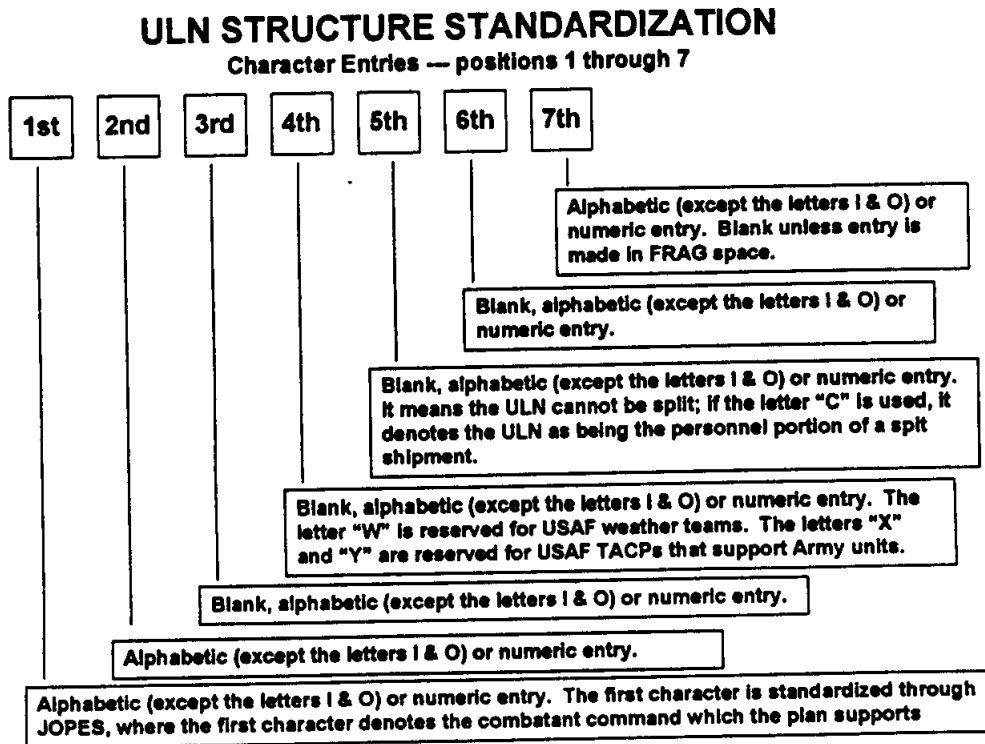 ULN STRUCTURE STANDARDIZATION
Character Entries --- positions 1 through 7
1st 2nd 3rd 4th 5th 6th 7th
Alphabetic (except the letters I & O) or
numeric entry. Blank unless entry is
made in FRAG space.
Blank, alphabetic (except the letters I & O) or
numeric entry.
Blank, alphabetic (except the letters I & O) or numeric entry.
It means the ULN cannot be split; if the letter "C" is used, it
denotes the ULN as being the personnel portion of a spit
shipment.
Blank, alphabetic (except the letters I & O) or numeric entry. The
letter "W" is reserved for USAF weather teams. The letters "X"
and "Y" are reserved for USAF TACPs that support Army units.
Blank, alphabetic (except the letters I & O) or numeric entry.
Alphabetic (except the letters I & O) or numeric entry.
Alphabetic (except the letters I & O) or numeric entry. The first character is standardized through
JOPES, where the first character denotes the combatant command which the plan supports